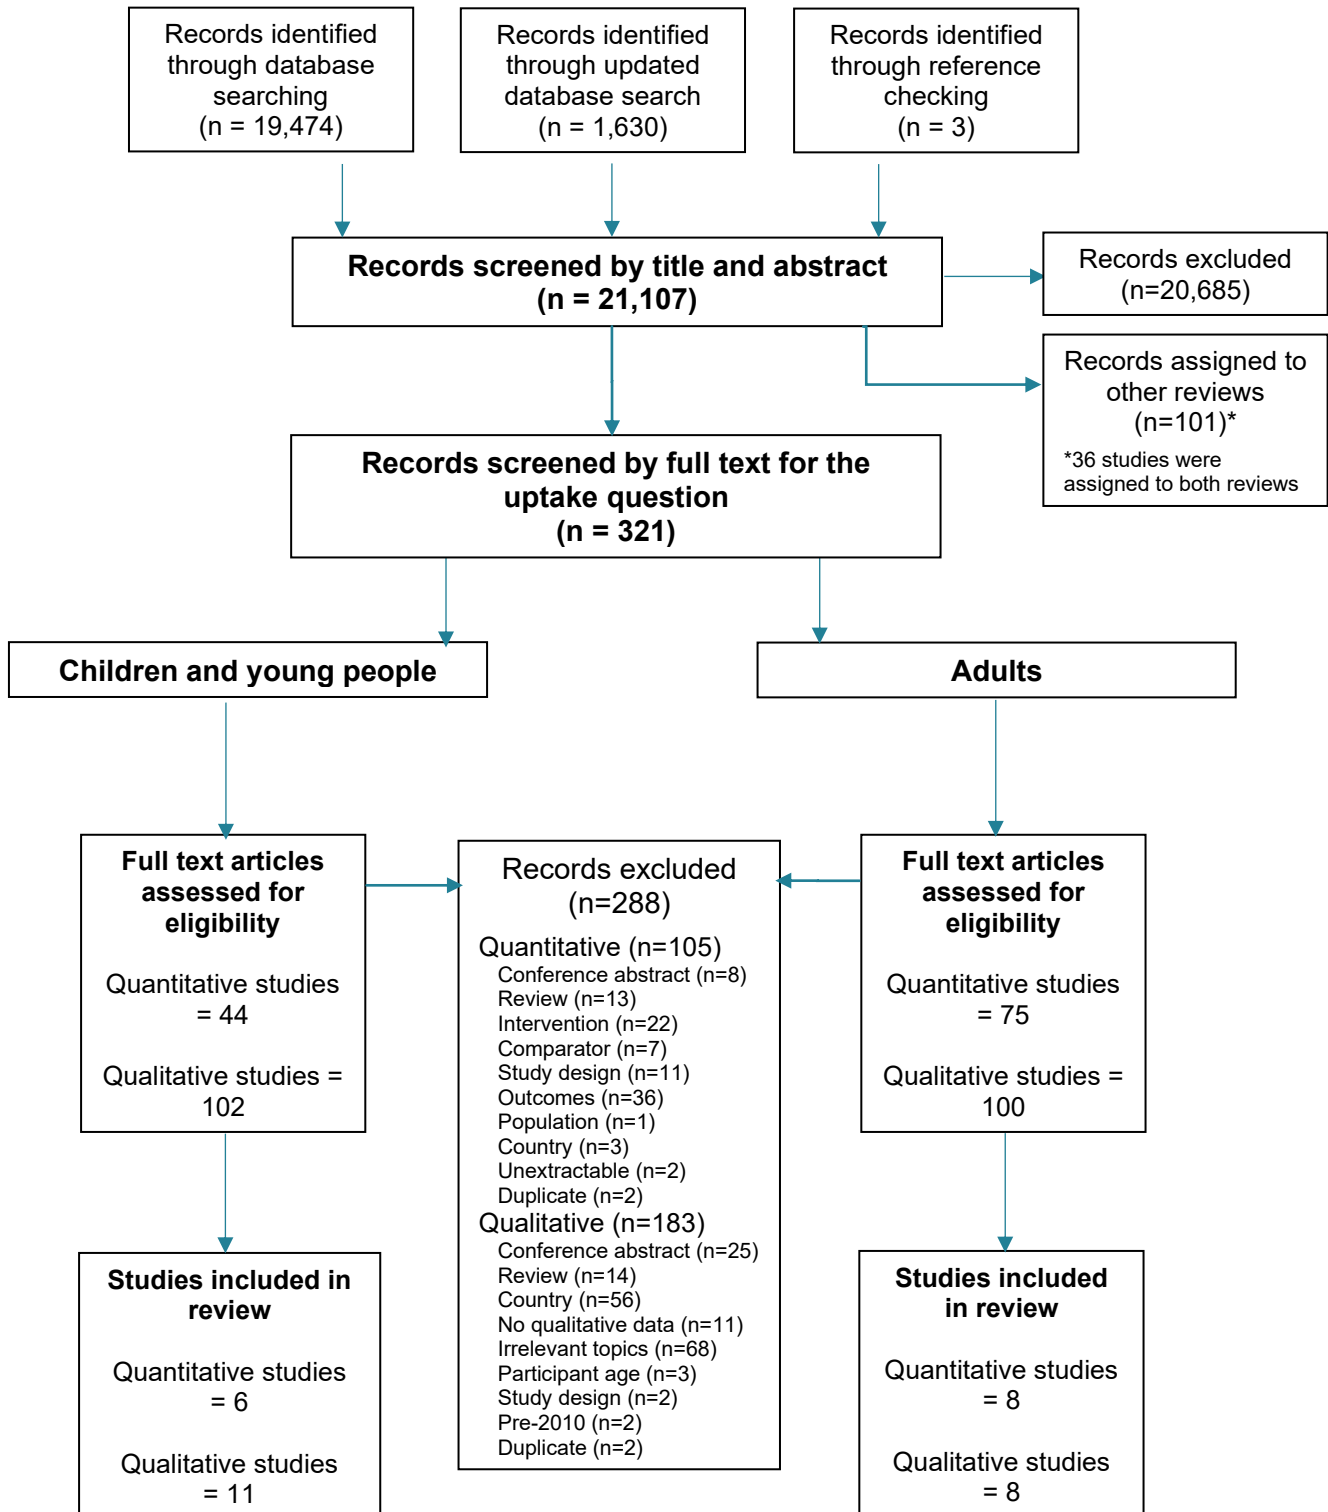 Records identified
through database
searching
(n = 19,474)
Records identified
through updated
database search
(n = 1,630)
Records identified
through reference
checking
(n = 3)
Records screened by title and abstract
(n = 21,107)
Records excluded
(n=20,685)
Records assigned to
other reviews
(n=101)*
*36 studies were
assigned to both reviews
Records screened by full text for the
uptake question
(n = 321)
Children and young people
Adults
Full text articles
assessed for
eligibility
Quantitative studies
= 44
Qualitative studies =
102
Records excluded
(n=288)
Quantitative (n=105)
Conference abstract (n=8)
Review (n=13)
Intervention (n=22)
Comparator (n=7)
Study design (n=11)
Outcomes (n=36)
Population (n=1)
Country (n=3)
Unextractable (n=2)
Duplicate (n=2)
Qualitative (n=183)
Conference abstract (n=25)
Review (n=14)
Country (n=56)
No qualitative data (n=11)
Irrelevant topics (n=68)
Participant age (n=3)
Study design (n=2)
Pre-2010 (n=2)
Duplicate (n=2)
Full text articles
assessed for
eligibility
Quantitative studies
= 75
Qualitative studies =
100
Studies included in
review
Quantitative studies
= 6
Qualitative studies
= 11
Studies included
in review
Quantitative studies
= 8
Qualitative studies
= 8